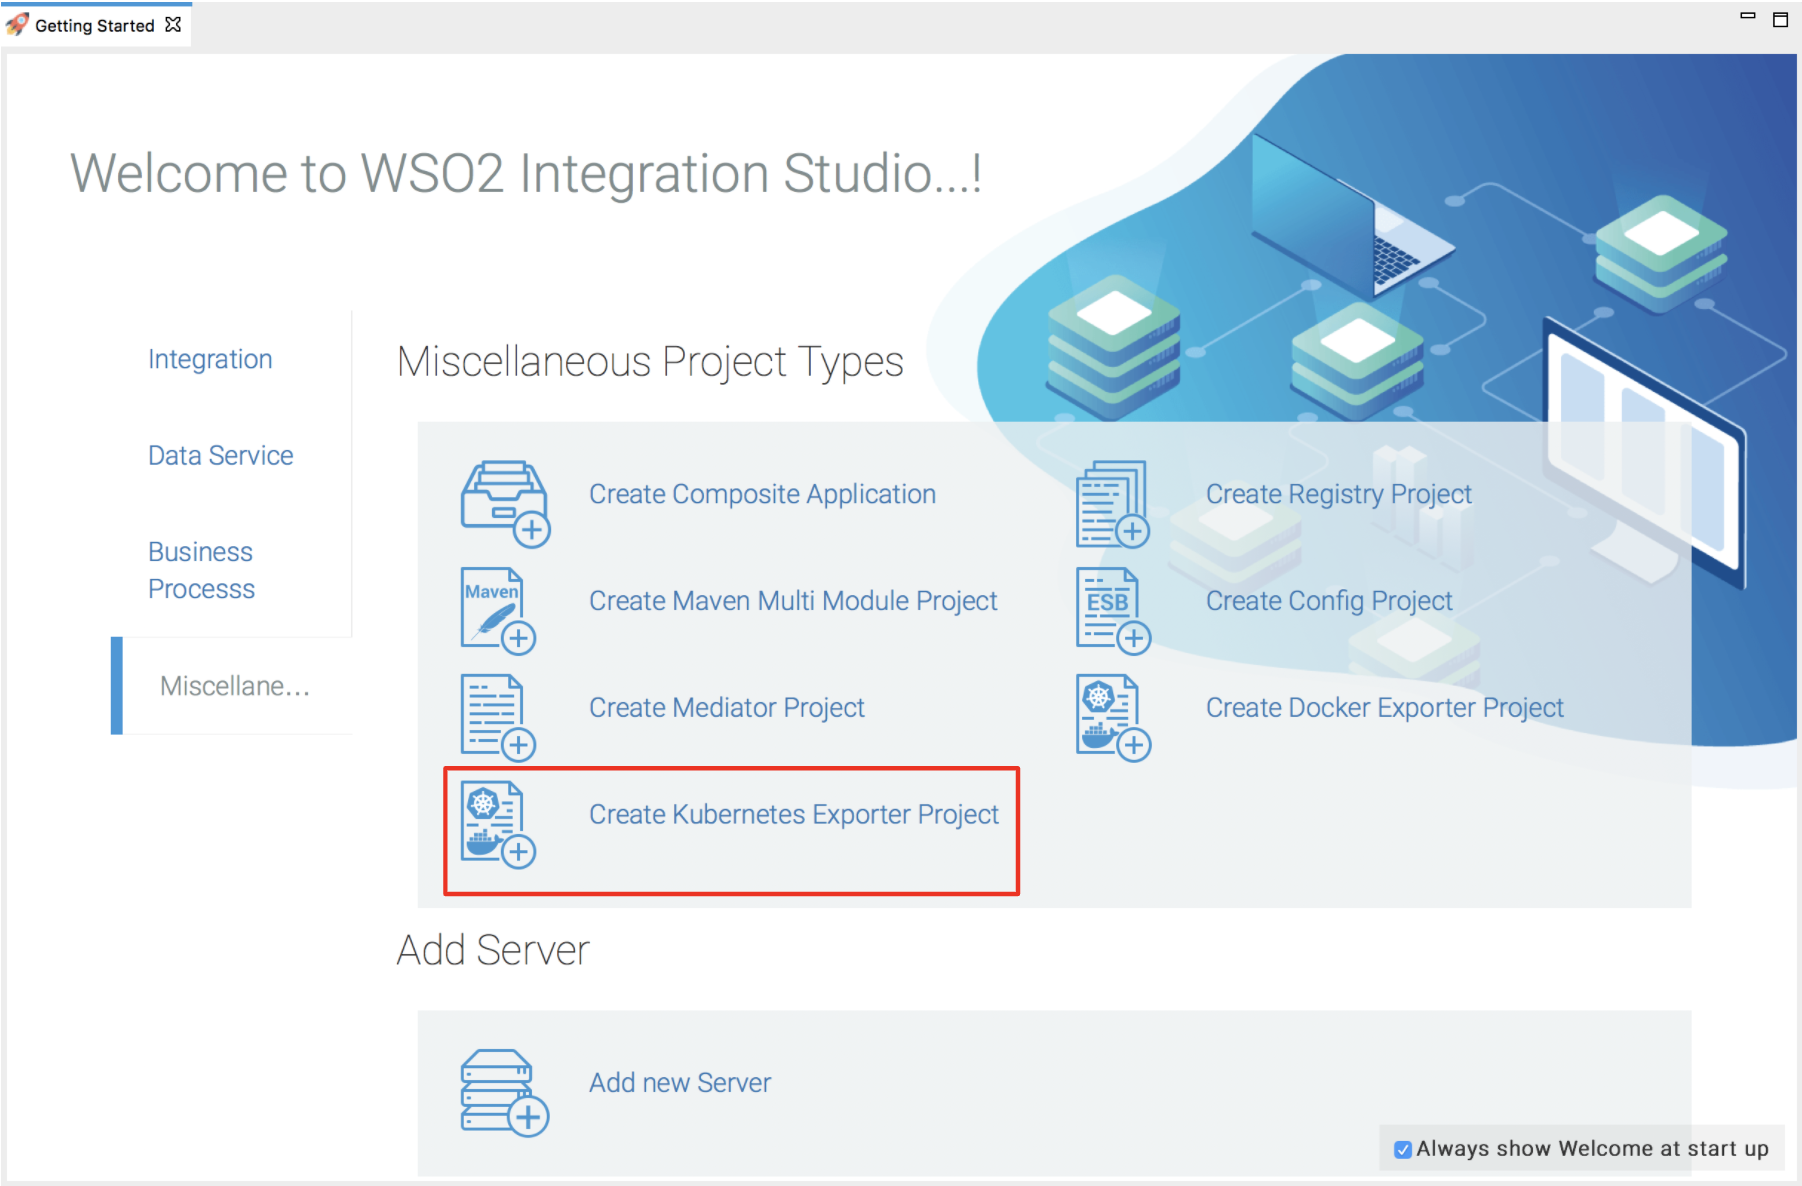 Getting Started
Welcome to WSO2 Integration Studio...!
Integration
Data Service
Business
Processs
Miscellane...
Miscellaneous Project Types
Create Composite Application
Create Registry Project
Maven
Create Maven Multi Module Project
ESB
Create Config Project
Create Mediator Project
Create Docker Exporter Project
Create Kubernetes Exporter Project
Add Server
Add new Server
Always show Welcome at start up